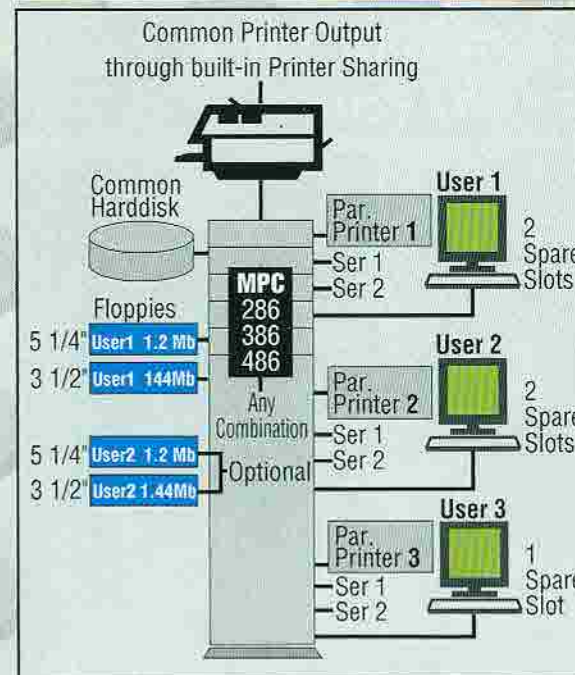 Common Printer Output
through built-in Printer Sharing
Common
Harddisk
Floppies
5 1/4" User1 1.2 Mb
3 1/2" User1 144Mb
5 1/4" User2 1.2 Mb
3 1/2" User2 1.44Mb
Optional
MPC
286
386
486
Any
Combination
Par.
Printer 1
Ser 1
Ser 2
User 1
2
Spare
Slots
Par.
Printer 2
Ser 1
Ser 2
User 2
2
Spare
Slots
Par.
Printer 3
Ser 1
Ser 2
User 3
1
Spare
Slot